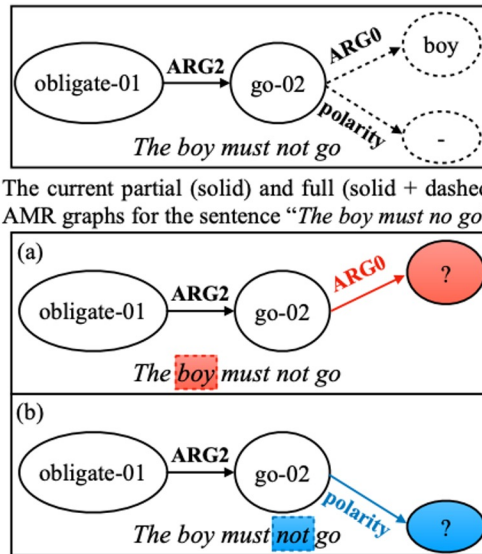 ARG0
boy
ARG2
obligate-01
go-02
polarity
-
The boy must not go
The current partial (solid) and full (solid + dashed
AMR graphs for the sentence “The boy must no go
(a)
ARG0
?
ARG2
obligate-01
go-02
The boy must not go
(b)
ARG2
obligate-01
go-02
polarity
?
The boy must not go